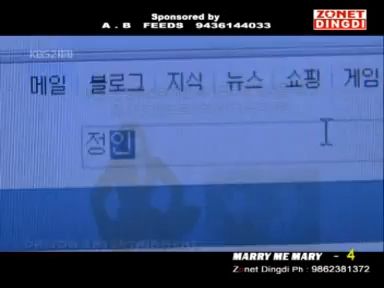 Sponsored by
A . B FEEDS 9436144033
ZONET
DINGDI
KBS2
메일 블로그 지식 뉴스 쇼핑 게임
정인
MARRY ME MARY - 4
Zonet Dingdi Ph : 9862381372